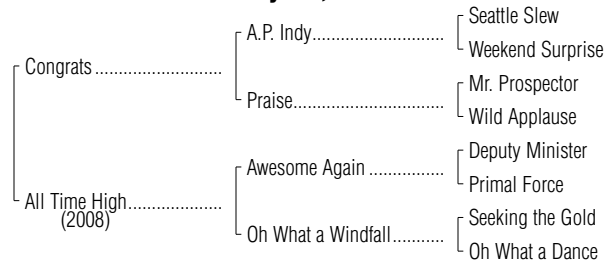 Seattle Slew
A.P. Indy
Weekend Surprise
Congrats
Mr. Prospector
Praise
Wild Applause
Deputy Minister
Awesome Again
Primal Force
All Time High
(2008)
Seeking the Gold
Oh What a Windfall
Oh What a Dance